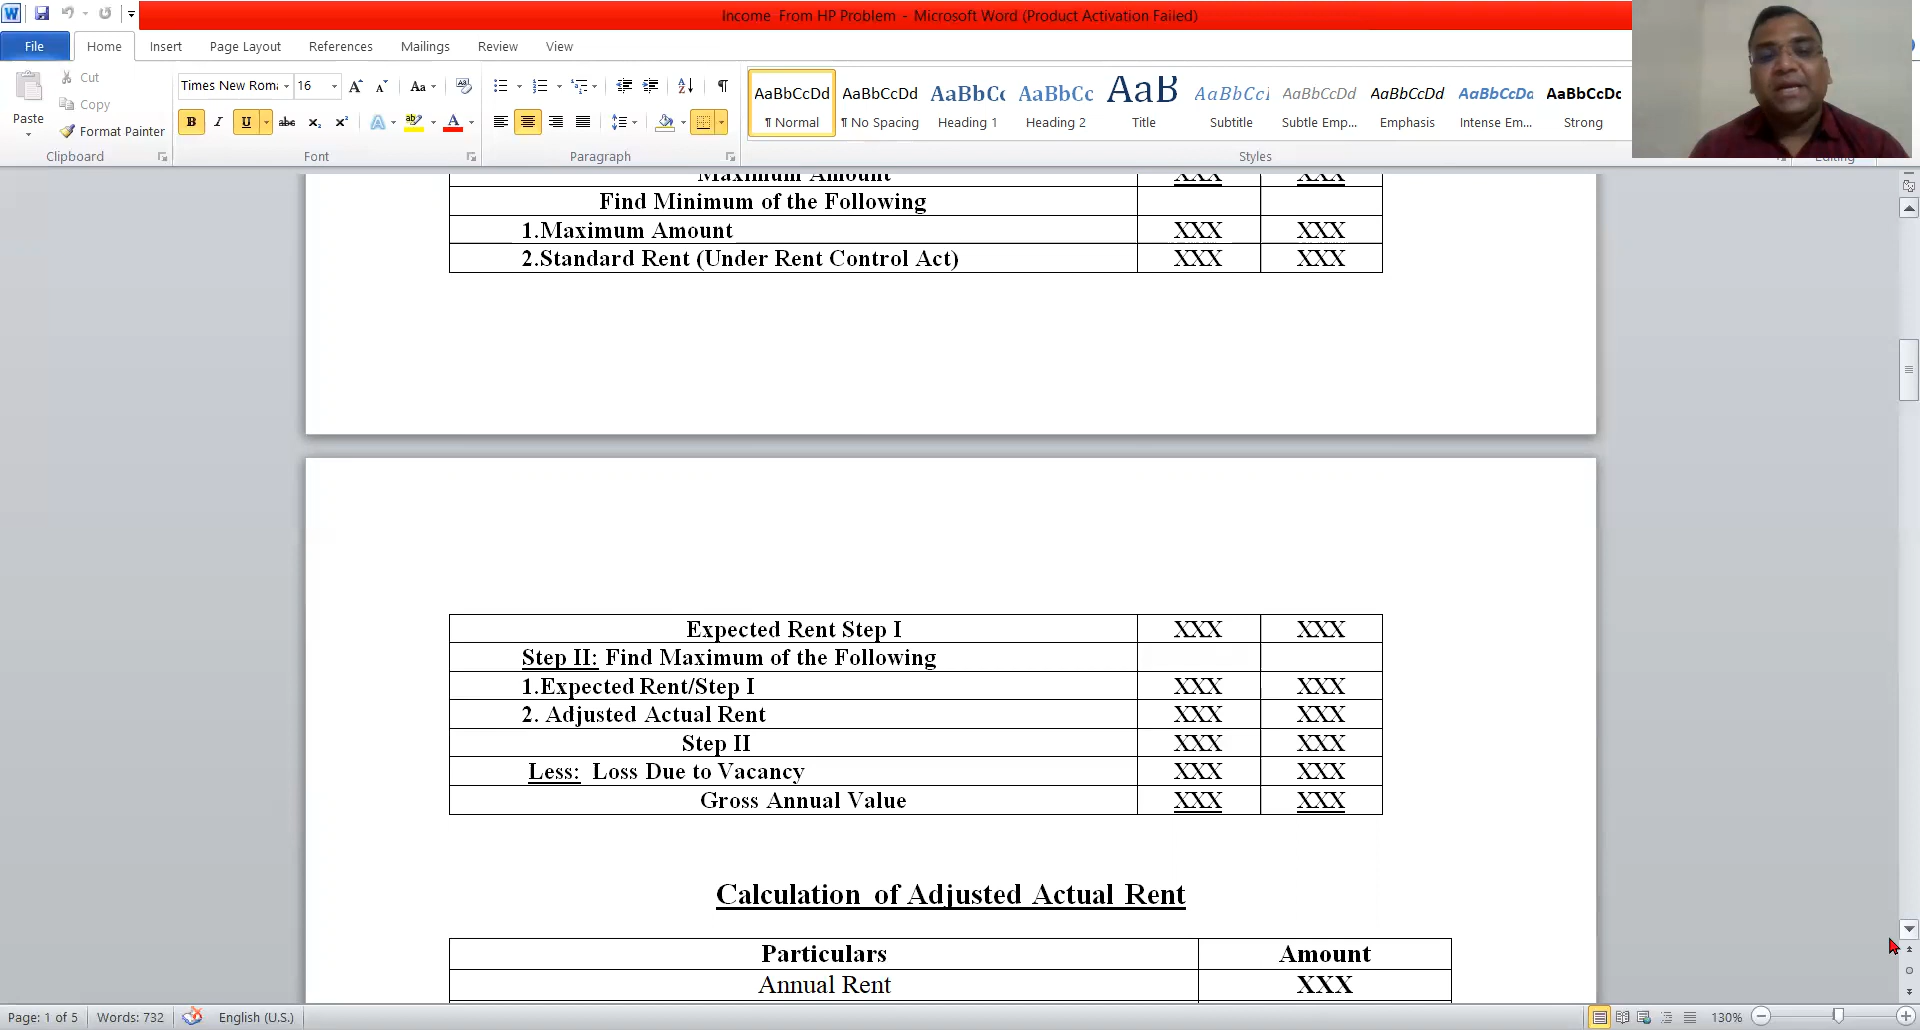 Income From HP Problem - Microsoft Word (Product Activation Failed)
File Home Insert Page Layout References Mailings Review View
Paste
Cut
Copy
Format Painter
Clipboard
Times New Rom 16
Font
Paragraph
AaBbCcDd AaBbCcDd AaBbCc AaBbCc AaB AaBbCcI AaBbCcDd AaBbCcDd AaBbCcDd AaBbCcDc
¶ Normal ¶ No Spacing Heading 1 Heading 2 Title Subtitle Subtle Emp... Emphasis Intense Em... Strong
Styles
Editing
Maximum Amount XXX XXX
Find Minimum of the Following
1.Maximum Amount XXX XXX
2.Standard Rent (Under Rent Control Act) XXX XXX
Expected Rent Step I XXX XXX
Step II: Find Maximum of the Following
1.Expected Rent/Step I XXX XXX
2. Adjusted Actual Rent XXX XXX
Step II XXX XXX
Less: Loss Due to Vacancy XXX XXX
Gross Annual Value XXX XXX
Calculation of Adjusted Actual Rent
Particulars Amount
Annual Rent XXX
Page: 1 of 5 Words: 732 English (U.S.) 130%